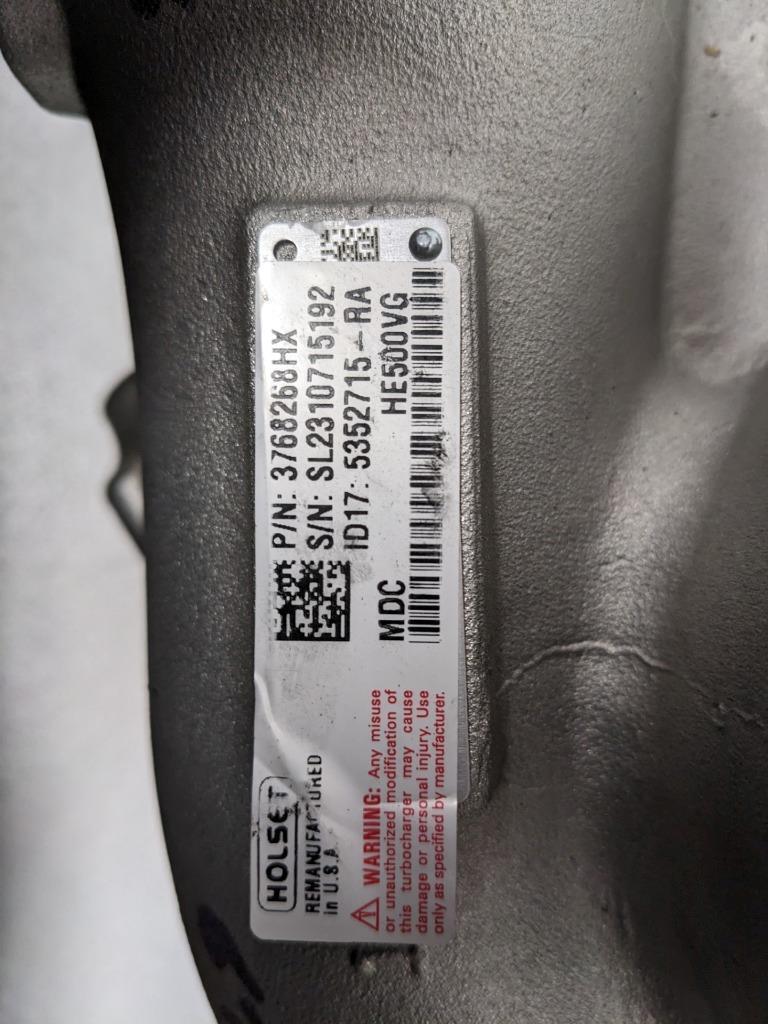 P/N: 3768268HX
S/N: SL2310715192
ID17: 5352715-RA
HE500VG
MDC
HOLSET
REMANUFACTURED
in U.S.A
WARNING: Any misuse
or unauthorized modification of
this turbocharger may cause
damage or personal injury. Use
only as specified by manufacturer.